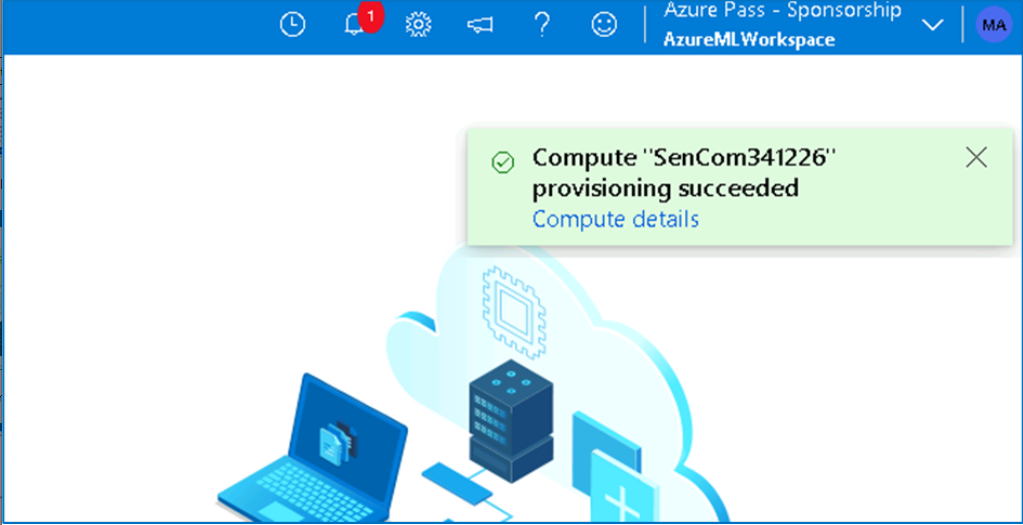 1
Azure Pass - Sponsorship
AzureMLWorkspace
MA
Compute "SenCom341226"
provisioning succeeded
Compute details